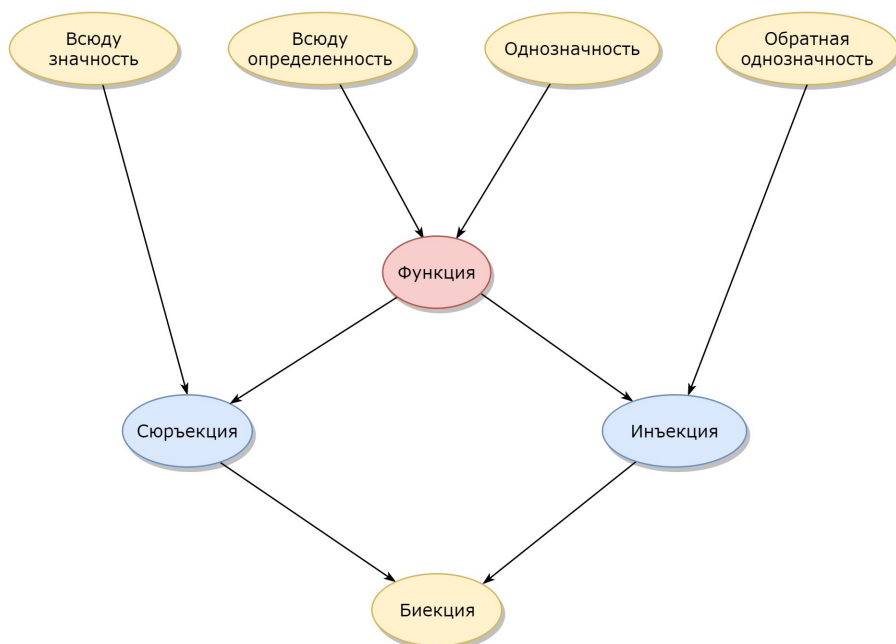 Всюду
значность
Всюду
определенность
Однозначность
Обратная
однозначность
Функция
Сюръекция
Инъекция
Биекция